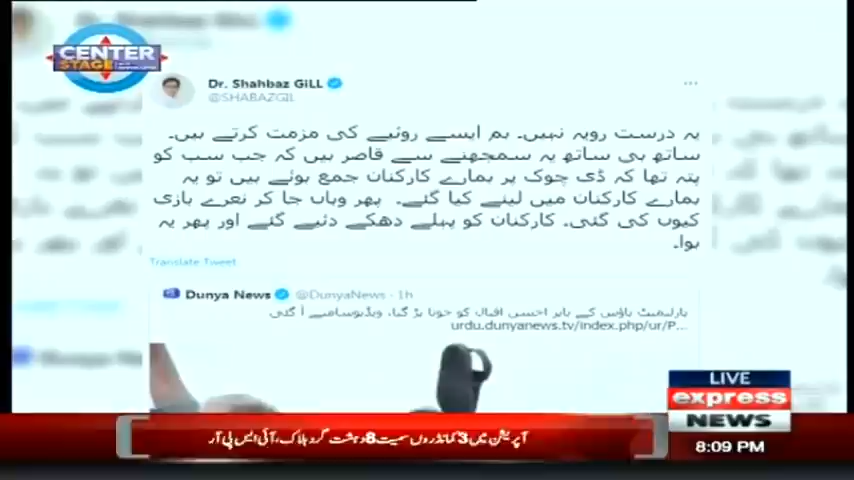 CENTER
STAGE
Dr. Shahbaz GiLL
@SHABAZGIL
یہ درست رویہ نہیں۔ ہم ایسے روئیے کی مزمت کرتے ہیں۔
ساتھ ہی ساتھ یہ سمجھنے سے قاصر ہیں کہ جب سب کو
پتہ تھا کہ ڈی چوک پر ہمارے کارکنان جمع ہوئے ہیں تو یہ
ہمارے کارکنان میں لینے کیا گئے۔ پھر وہاں جا کر نعرے بازی
کیوں کی گئی۔ کارکنان کو پہلے دھکے دئیے گئے اور پھر یہ
ہوا۔
Translate Tweet
Dunya News @DunyaNews · 1h
پارلیمنٹ ہاؤس کے باہر احسن اقبال کو جوتا پڑ گیا، ویڈیوسامنے آ گئی
urdu.dunyanews.tv/index.php/ur/P...
LIVE
express
NEWS
8:09 PM
آپریشن میں 3 کمانڈروں سمیت 8 دہشت گرد ہلاک، آئی ایس پی آر